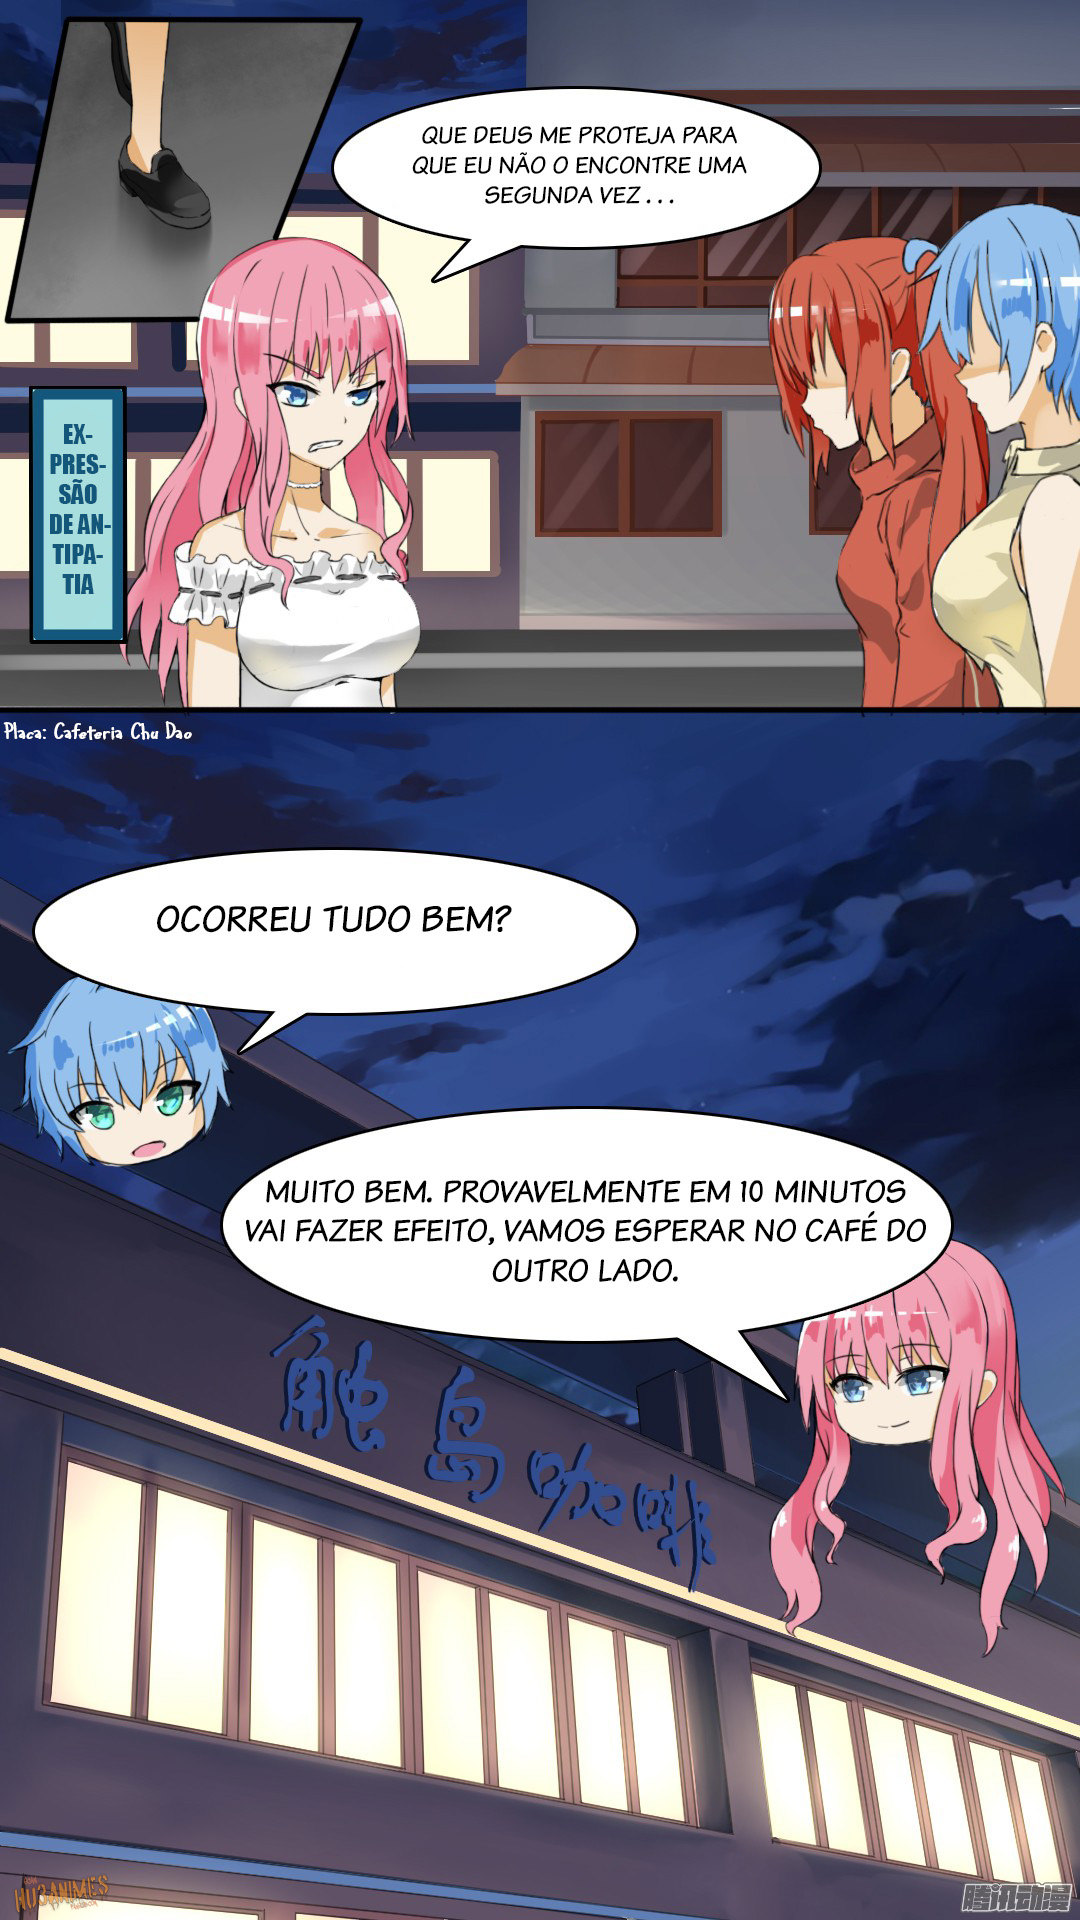 QUE DEUS ME PROTEJA PARA
QUE EU NÃO O ENCONTRE UMA
SEGUNDA VEZ . . .
EX-
PRES-
SÃO
DE AN-
TIPA-
TIA
Placa: Cafeteria Chu Dao
OCORREU TUDO BEM?
MUITO BEM. PROVAVELMENTE EM 10 MINUTOS
VAI FAZER EFEITO, VAMOS ESPERAR NO CAFÉ DO
OUTRO LADO.
触岛咖啡
HU3ANIMES
腾讯动漫